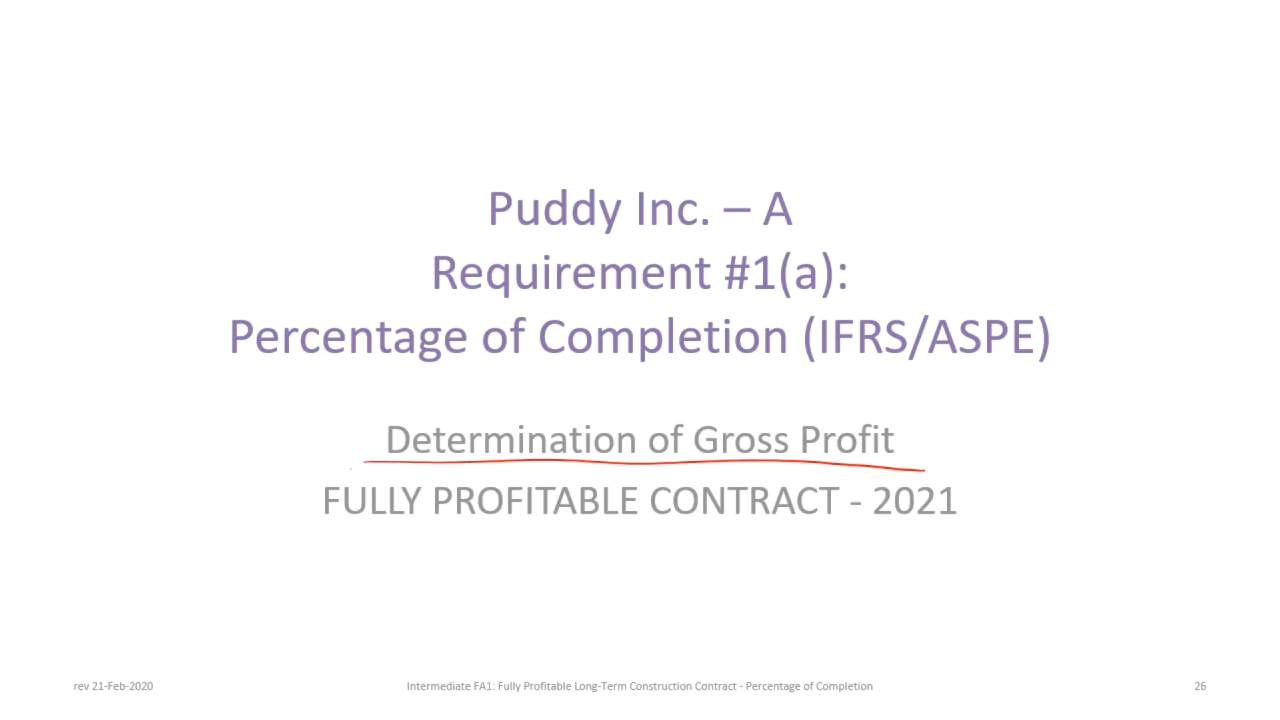 Puddy Inc. – A
Requirement #1(a):
Percentage of Completion (IFRS/ASPE)
Determination of Gross Profit
FULLY PROFITABLE CONTRACT - 2021
rev 21-Feb-2020
Intermediate FA1: Fully Profitable Long-Term Construction Contract - Percentage of Completion
26